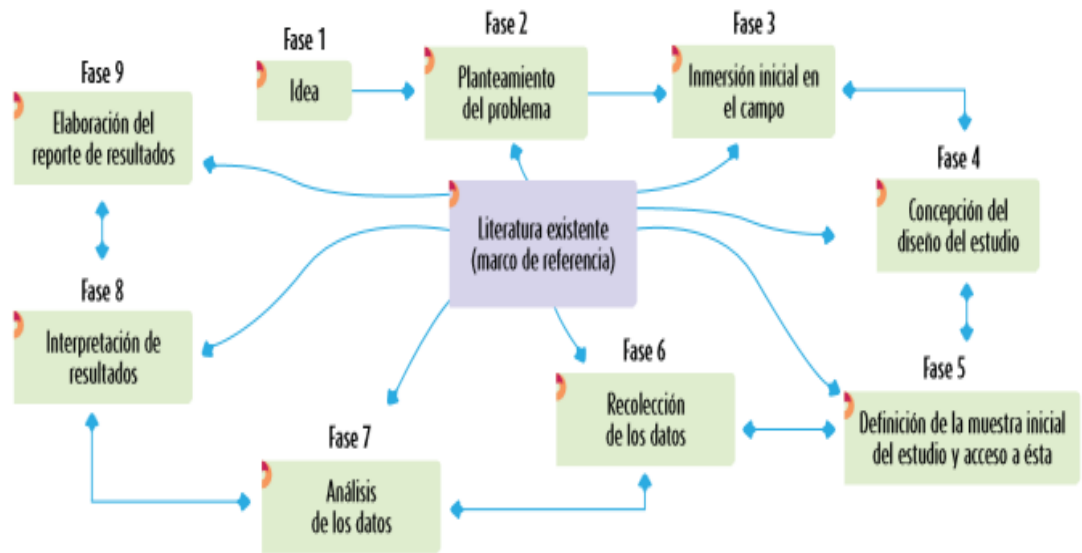 Fase 1
Idea
Fase 2
Planteamiento
del problema
Fase 3
Inmersión inicial en
el campo
Fase 4
Concepción del
diseño del estudio
Fase 5
Definición de la muestra inicial
del estudio y acceso a ésta
Fase 6
Recolección
de los datos
Fase 7
Análisis
de los datos
Fase 8
Interpretación de
resultados
Fase 9
Elaboración del
reporte de resultados
Literatura existente
(marco de referencia)